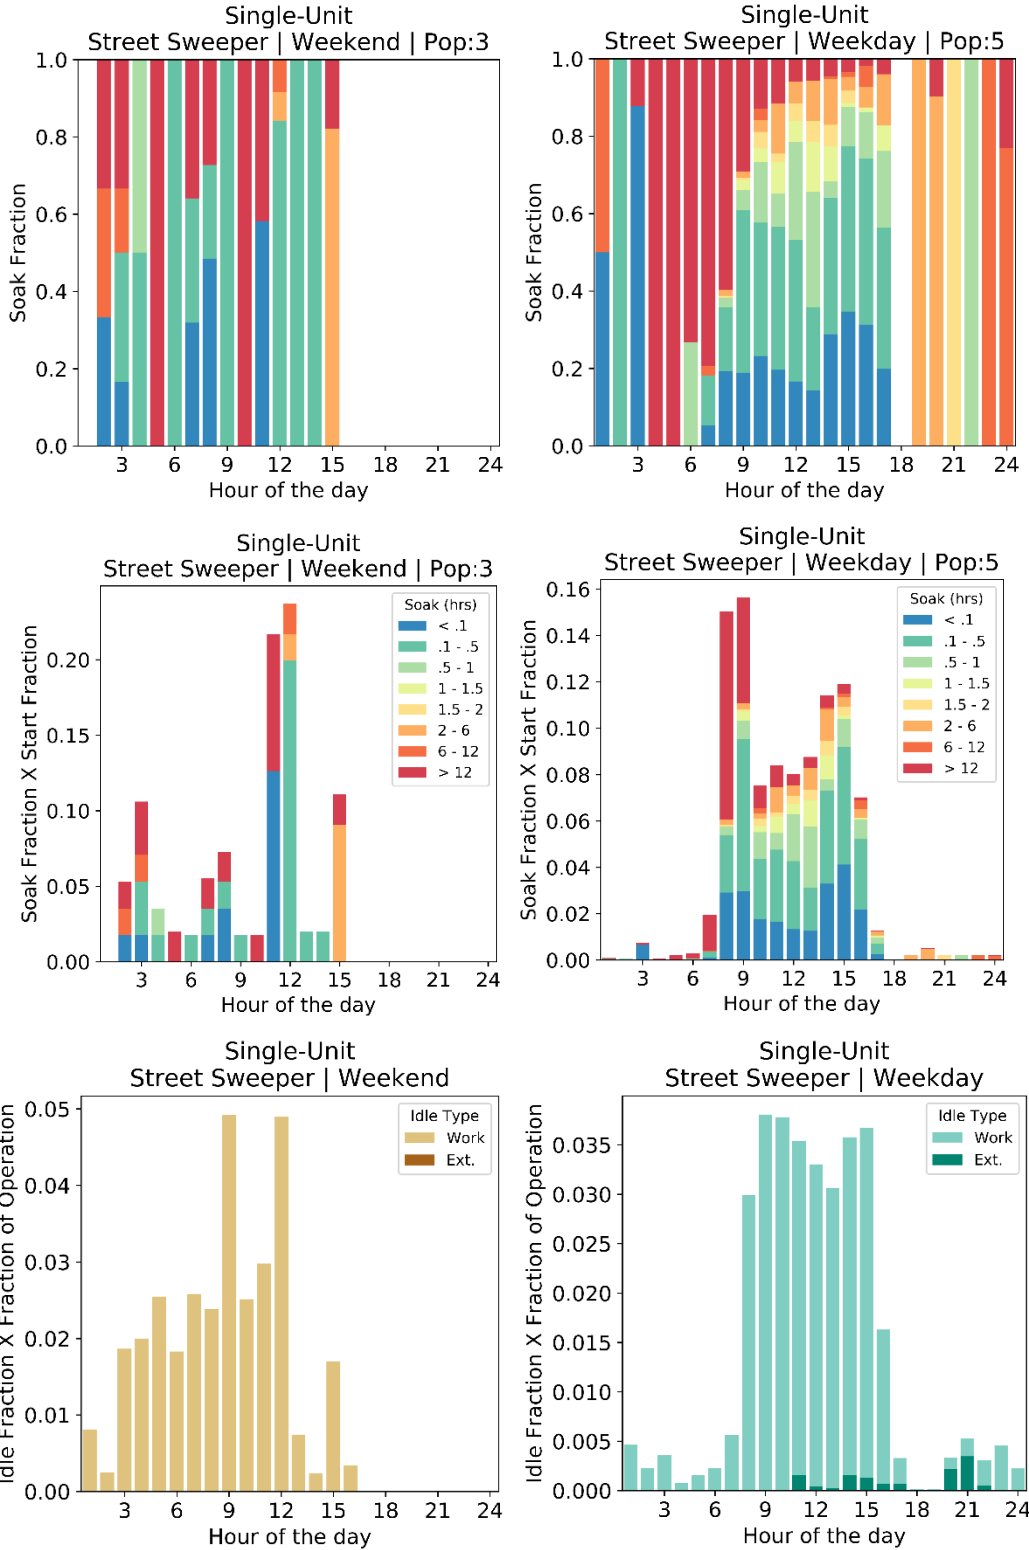 Single-Unit
Street Sweeper | Weekend | Pop:3
1.0
0.8
0.6
0.4
0.2
0.0
Soak Fraction
3 6 9 12 15 18 21 24
Hour of the day
Single-Unit
Street Sweeper | Weekday | Pop:5
1.0
0.8
0.6
0.4
0.2
0.0
Soak Fraction
3 6 9 12 15 18 21 24
Hour of the day
Single-Unit
Street Sweeper | Weekend | Pop:3
Soak (hrs)
< .1
.1 - .5
.5 - 1
1 - 1.5
1.5 - 2
2 - 6
6 - 12
> 12
0.20
0.15
0.10
0.05
0.00
Soak Fraction X Start Fraction
3 6 9 12 15 18 21 24
Hour of the day
Single-Unit
Street Sweeper | Weekday | Pop:5
Soak (hrs)
< .1
.1 - .5
.5 - 1
1 - 1.5
1.5 - 2
2 - 6
6 - 12
> 12
0.16
0.14
0.12
0.10
0.08
0.06
0.04
0.02
0.00
Soak Fraction X Start Fraction
3 6 9 12 15 18 21 24
Hour of the day
Single-Unit
Street Sweeper | Weekend
Idle Type
Work
Ext.
0.05
0.04
0.03
0.02
0.01
0.00
Idle Fraction X Fraction of Operation
3 6 9 12 15 18 21 24
Hour of the day
Single-Unit
Street Sweeper | Weekday
Idle Type
Work
Ext.
0.035
0.030
0.025
0.020
0.015
0.010
0.005
0.000
Idle Fraction X Fraction of Operation
3 6 9 12 15 18 21 24
Hour of the day